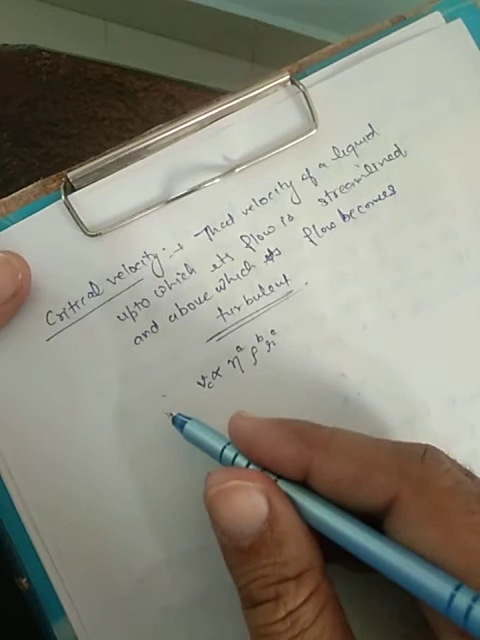 Critical velocity :→ That velocity of a liquid
upto which its flow is streamlined
and above which its flow becomes
turbulent.
v_c ∝ η^a ρ^b r^c